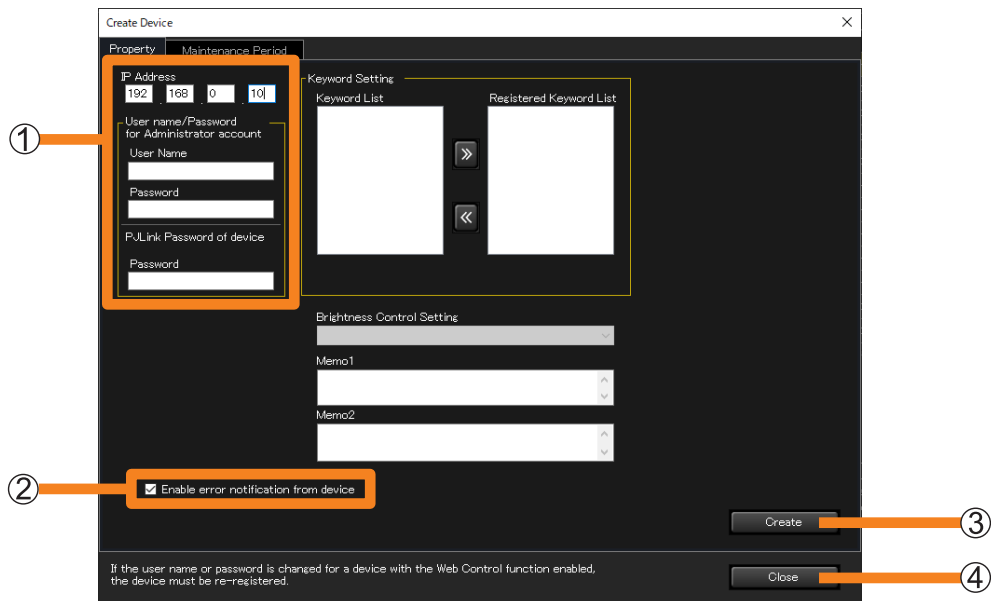 Create Device
Property
Maintenance Period
IP Address
192 . 168 . 0 . 10
User name/Password
for Administrator account
User Name
Password
PJLink Password of device
Password
Keyword Setting
Keyword List
Registered Keyword List
Brightness Control Setting
Memo1
Memo2
Enable error notification from device
Create
If the user name or password is changed for a device with the Web Control function enabled,
the device must be re-registered.
Close
①
②
③
④